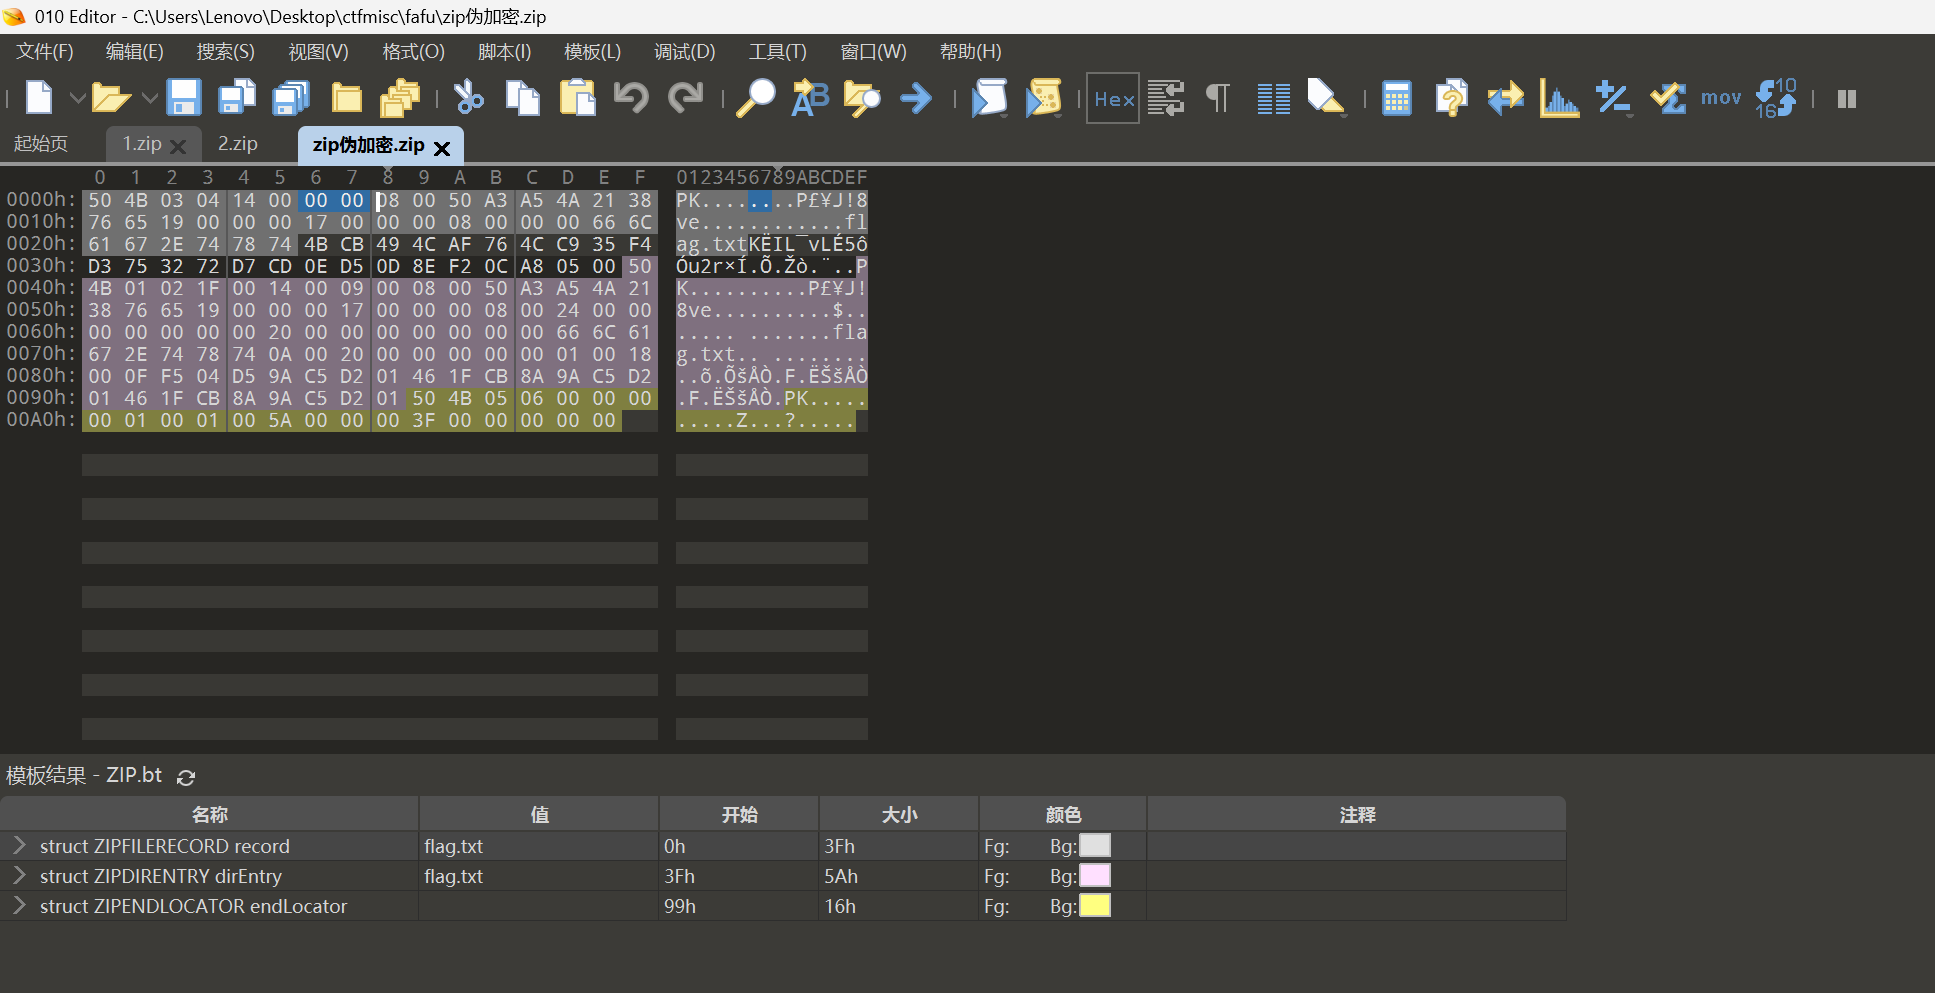 010 Editor - C:\Users\Lenovo\Desktop\ctfmisc\fafu\zip伪加密.zip
文件(F) 编辑(E) 搜索(S) 视图(V) 格式(O) 脚本(I) 模板(L) 调试(D) 工具(T) 窗口(W) 帮助(H)
Hex mov 10 16
起始页 1.zip 2.zip zip伪加密.zip
0 1 2 3 4 5 6 7 8 9 A B C D E F 0123456789ABCDEF
0000h: 50 4B 03 04 14 00 00 00 08 00 50 A3 A5 4A 21 38 PK........P£¥J!8
0010h: 76 65 19 00 00 00 17 00 00 00 08 00 00 00 66 6C ve............fl
0020h: 61 67 2E 74 78 74 4B CB 49 4C AF 76 4C C9 35 F4 ag.txtKËIL¯vLÉ5ô
0030h: D3 75 32 72 D7 CD 0E D5 0D 8E F2 0C A8 05 00 50 Óu2r×Í.Õ.Žò.¨..P
0040h: 4B 01 02 1F 00 14 00 09 00 08 00 50 A3 A5 4A 21 K..........P£¥J!
0050h: 38 76 65 19 00 00 00 17 00 00 00 08 00 24 00 00 8ve..........$..
0060h: 00 00 00 00 00 20 00 00 00 00 00 00 00 66 6C 61 ..... .......fla
0070h: 67 2E 74 78 74 0A 00 20 00 00 00 00 00 01 00 18 g.txt.. ........
0080h: 00 0F F5 04 D5 9A C5 D2 01 46 1F CB 8A 9A C5 D2 ..õ.ÕšÅÒ.F.ËŠšÅÒ
0090h: 01 46 1F CB 8A 9A C5 D2 01 50 4B 05 06 00 00 00 .F.ËŠšÅÒ.PK.....
00A0h: 00 01 00 01 00 5A 00 00 00 3F 00 00 00 00 00 .....Z...?.....
模板结果 - ZIP.bt
名称 值 开始 大小 颜色 注释
struct ZIPFILERECORD record flag.txt 0h 3Fh Fg: Bg:
struct ZIPDIRENTRY dirEntry flag.txt 3Fh 5Ah Fg: Bg:
struct ZIPENDLOCATOR endLocator 99h 16h Fg: Bg: